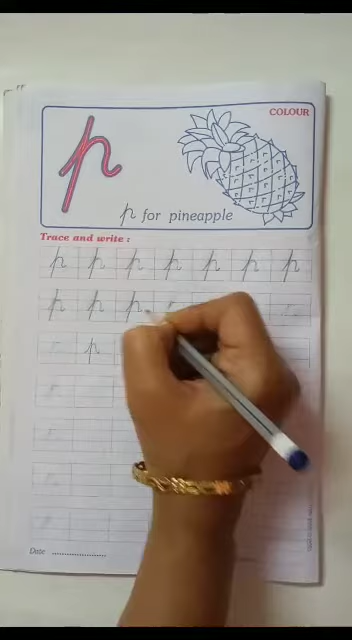 COLOUR
p
p for pineapple
Trace and write :
p p p p p p p
p p p
p
Date ....................